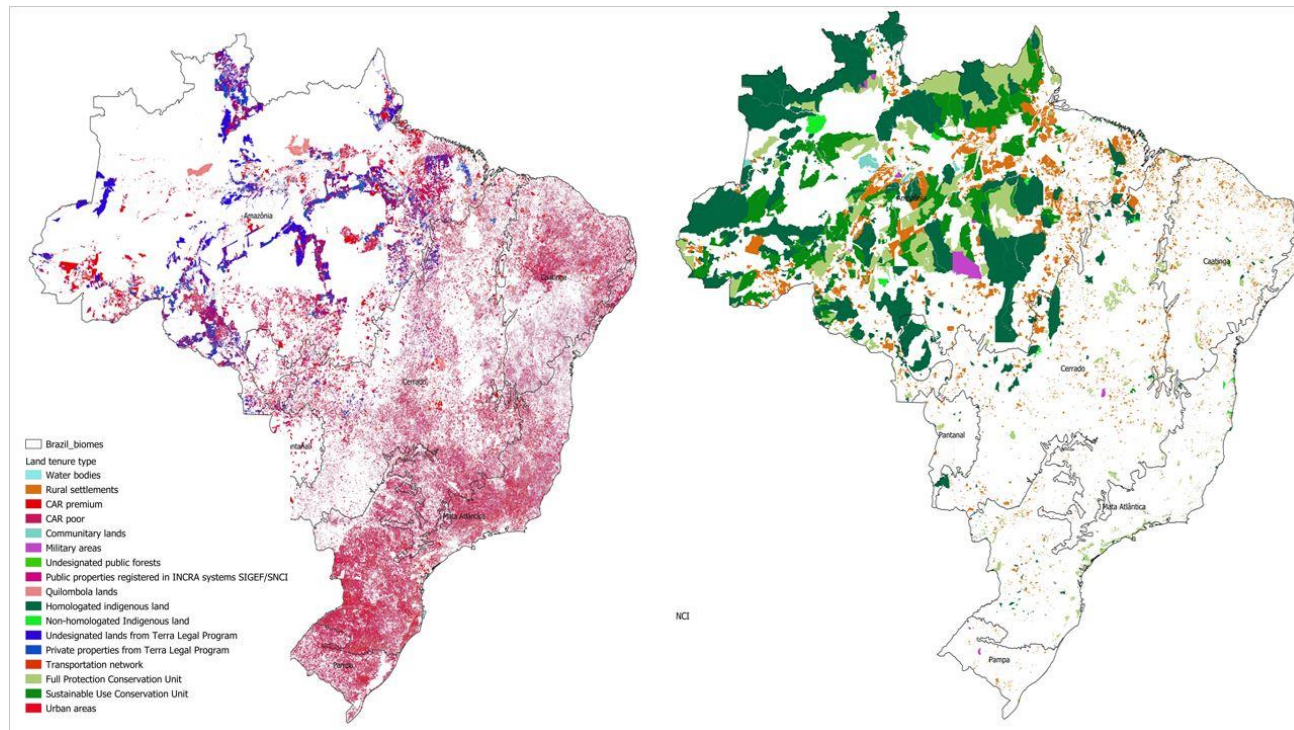 Amazônia
Caatinga
Cerrado
Mata Atlântica
Pampa
Brazil_biomes
Land tenure type
Water bodies
Rural settlements
CAR premium
CAR poor
Communitary lands
Military areas
Undesignated public forests
Public properties registered in INCRA systems SIGEF/SNCI
Quilombola lands
Homologated indigenous land
Non-homologated Indigenous land
Undesignated lands from Terra Legal Program
Private properties from Terra Legal Program
Transportation network
Full Protection Conservation Unit
Sustainable Use Conservation Unit
Urban areas
Caatinga
Cerrado
Pantanal
Mata Atlântica
NCI
Pampa